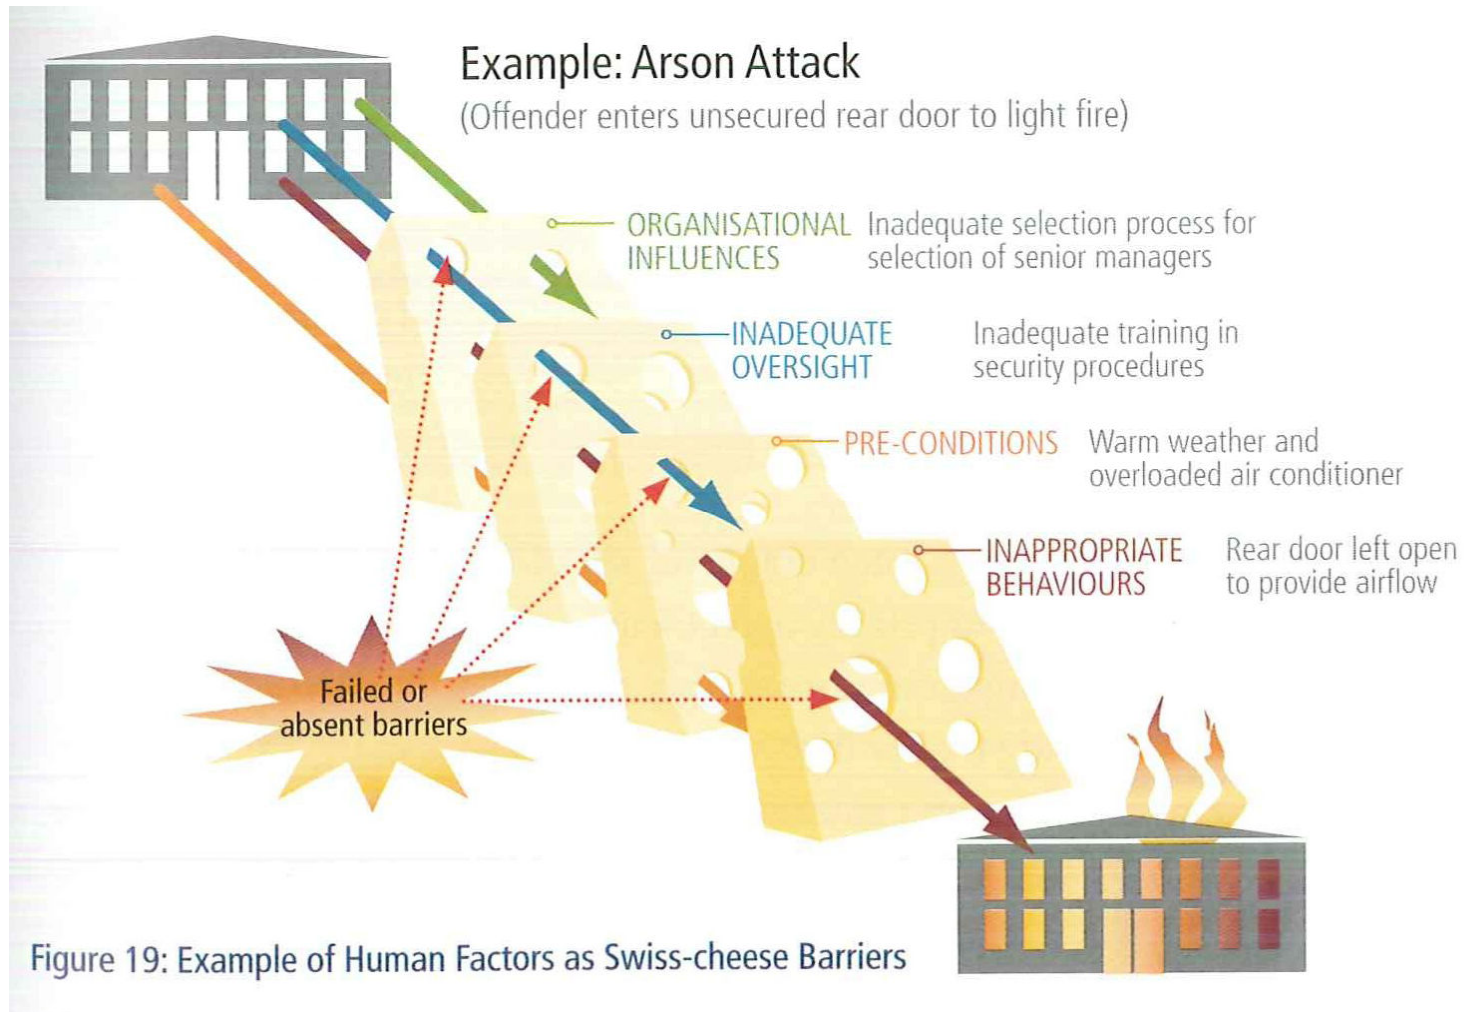 Example: Arson Attack
(Offender enters unsecured rear door to light fire)
ORGANISATIONAL
INFLUENCES
Inadequate selection process for
selection of senior managers
INADEQUATE
OVERSIGHT
Inadequate training in
security procedures
PRE-CONDITIONS
Warm weather and
overloaded air conditioner
INAPPROPRIATE
BEHAVIOURS
Rear door left open
to provide airflow
Failed or
absent barriers
Figure 19: Example of Human Factors as Swiss-cheese Barriers